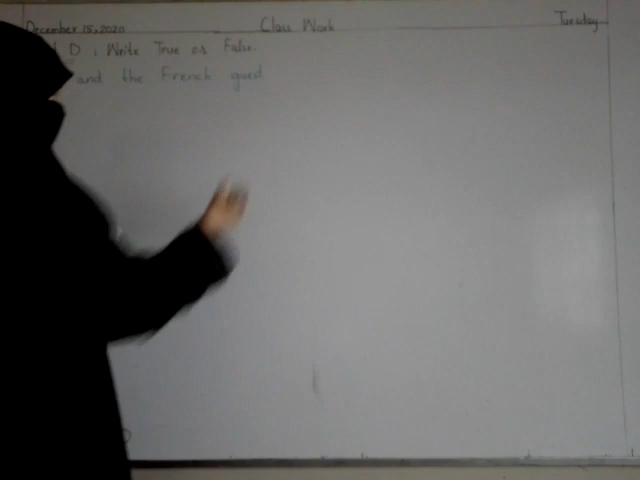 December 15, 2020 Class Work Tuesday
D : Write True or False.
and the French guest